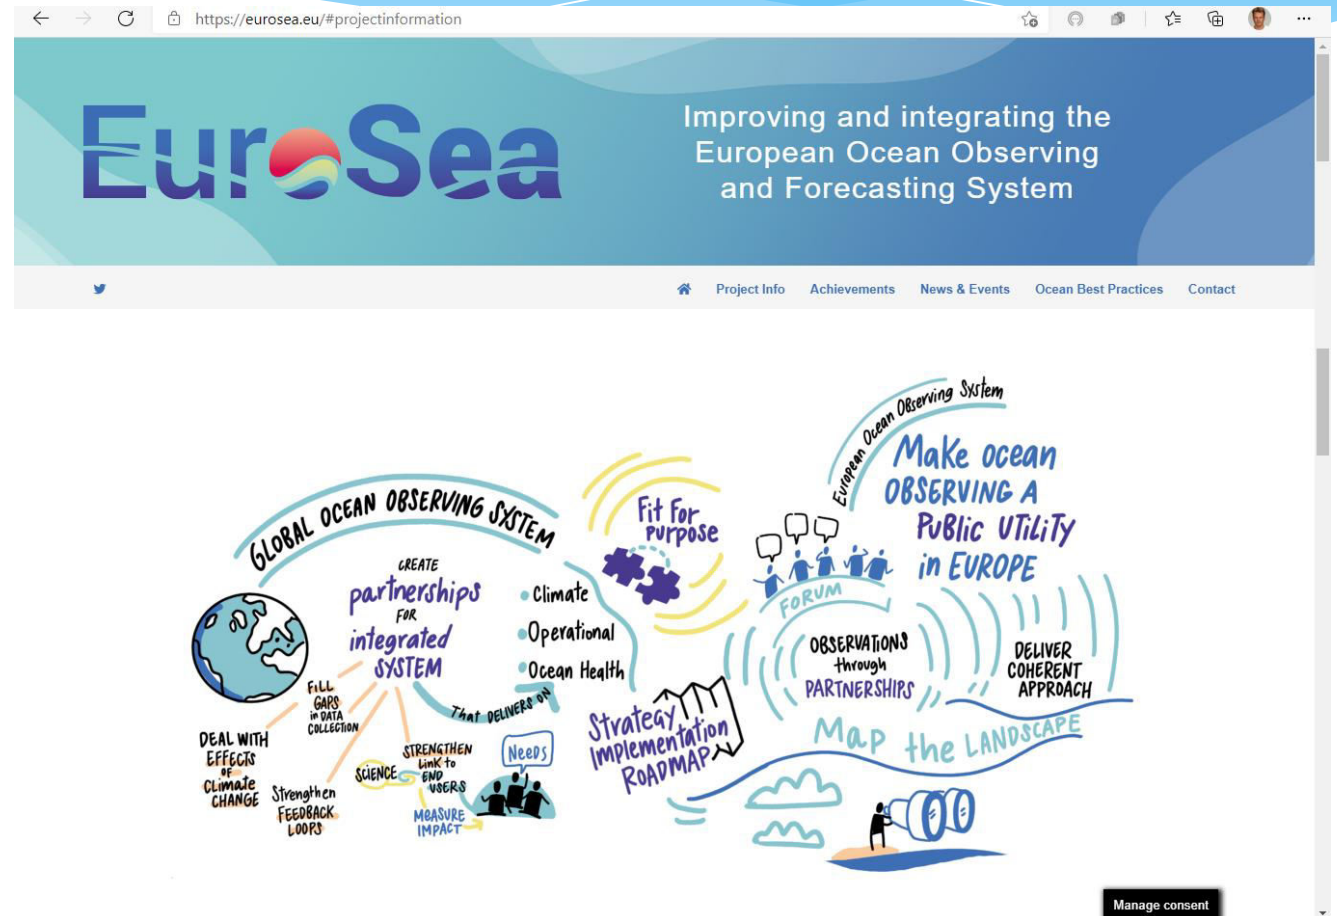 https://eurosea.eu/#projectinformation
EuroSea
Improving and integrating the
European Ocean Observing
and Forecasting System
Project Info
Achievements
News & Events
Ocean Best Practices
Contact
GLOBAL OCEAN OBSERVING SYSTEM
CREATE
partnerships
FOR
integrated
SYSTEM
That DELIVERS ON
Climate
Operational
Ocean Health
FILL
GAPS
in DATA
COLLECTION
DEAL WITH
EFFECTS
OF
CLimate
CHANGE
Strengthen
FEEDBACK
LOOPS
SCIENCE
STRENGTHEN
Link to
END
USERS
MEASURE
IMPACT
NeeDS
Fit For
Purpose
Strategy
Implementation
ROADMAP
European Ocean OBserving System
Make ocean
OBSERVING A
PUBlic UTiLiTY
in EUROPE
FORUM
OBSERVATIONS
through
PARTNERSHIPS
DELIVER
COHERENT
APPROACH
Map the LANDSCAPE
Manage consent